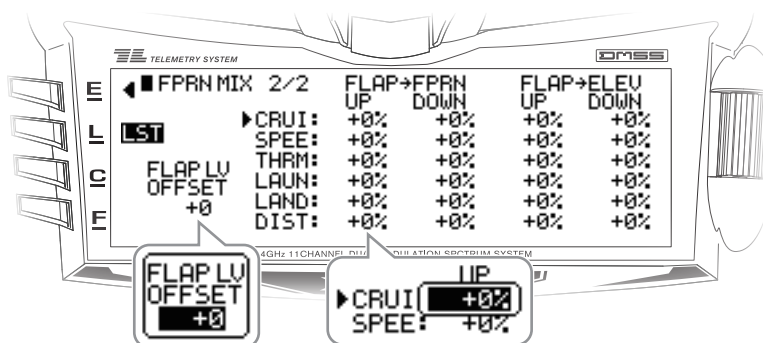 TELEMETRY SYSTEM
DMSS
E
L
C
F
FPRN MIX 2/2
FLAP→FPRN
FLAP→ELEV
UP DOWN
UP DOWN
LST
▶CRUI: +0% +0% +0% +0%
SPEE: +0% +0% +0% +0%
THRM: +0% +0% +0% +0%
LAUN: +0% +0% +0% +0%
LAND: +0% +0% +0% +0%
DIST: +0% +0% +0% +0%
FLAP LV
OFFSET
+0
4GHz 11CHANNEL
SYSTEM
FLAP LV
OFFSET
+0
UP
▶CRUI +0%
SPEE: +0%